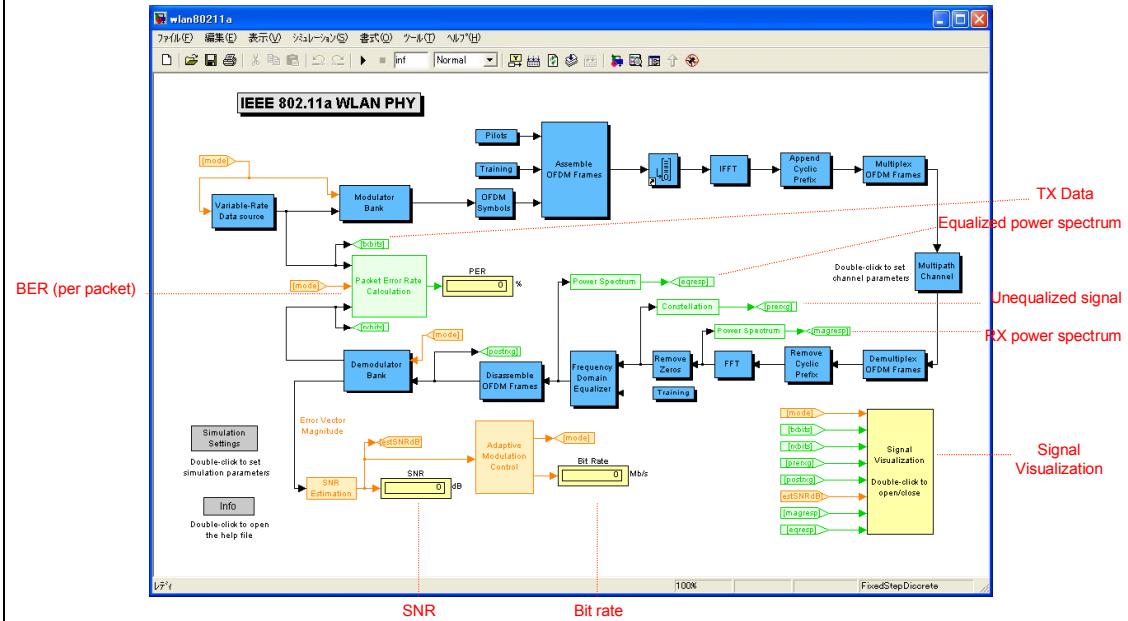 wlan80211a
ファイル(F) 編集(E) 表示(V) シミュレーション(S) 書式(O) ツール(T) ヘルプ(H)
inf Normal
IEEE 802.11a WLAN PHY
[mode]
Variable-Rate
Data source
Modulator
Bank
Pilots
Training
OFDM
Symbols
Assemble
OFDM Frames
IFFT
Append
Cyclic
Prefix
Multiplex
OFDM Frames
TX Data
Equalized power spectrum
[txbits]
Packet Error Rate
Calculation
[mode]
[rxbits]
PER
0
%
BER (per packet)
Double-click to set
channel parameters
Multipath
Channel
Power Spectrum
[eqresp]
Constellation
[prerxg]
Unequalized signal
Power Spectrum
[magresp]
RX power spectrum
[mode]
[postrxg]
Demodulator
Bank
Disassemble
OFDM Frames
Frequency
Domain
Equalizer
Remove
Zeros
Training
FFT
Remove
Cyclic
Prefix
Demultiplex
OFDM Frames
Simulation
Settings
Double-click to set
simulation parameters
Info
Double-click to open
the help file
Error Vector
Magnitude
SNR
Estimation
[estSNRdB]
SNR
0
dB
Adaptive
Modulation
Control
[mode]
Bit Rate
0
Mb/s
[mode]
[txbits]
[rxbits]
[prerxg]
[postrxg]
[estSNRdB]
[magresp]
[eqresp]
Signal
Visualization
Double-click to
open/close
Signal
Visualization
レディ
100%
FixedStepDiscrete
SNR
Bit rate